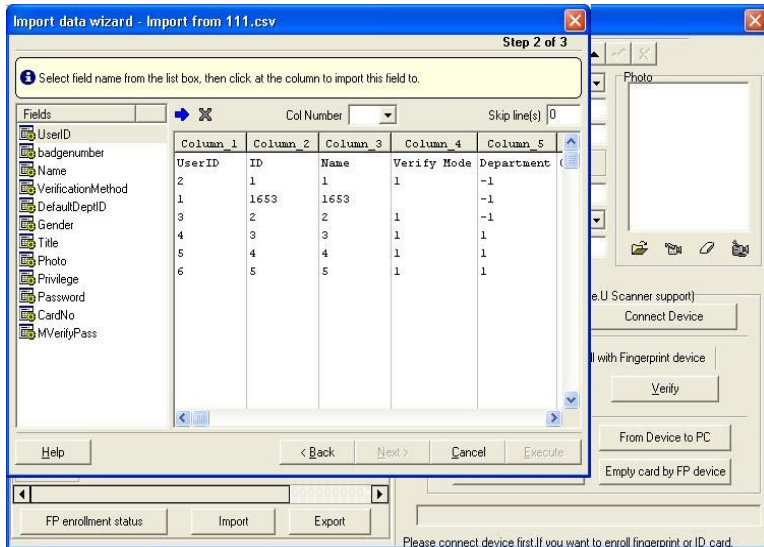 Import data wizard - Import from 111.csv
Step 2 of 3
Select field name from the list box, then click at the column to import this field to.
Fields
UserID
badgenumber
Name
VerificationMethod
DefaultDeptID
Gender
Title
Photo
Privilege
Password
CardNo
MVerifyPass
Col Number
Skip line(s) 0
Column_1 Column_2 Column_3 Column_4 Column_5
UserID ID Name Verify Mode Department
2 1 1 1 -1
1 1653 1653 -1
3 2 2 1 -1
4 3 3 1 1
5 4 4 1 1
6 5 5 1 1
Help
< Back
Next >
Cancel
Execute
Photo
e.U Scanner support)
Connect Device
ll with Fingerprint device
Verify
From Device to PC
Empty card by FP device
FP enrollment status
Import
Export
Please connect device first.If you want to enroll fingerprint or ID card,